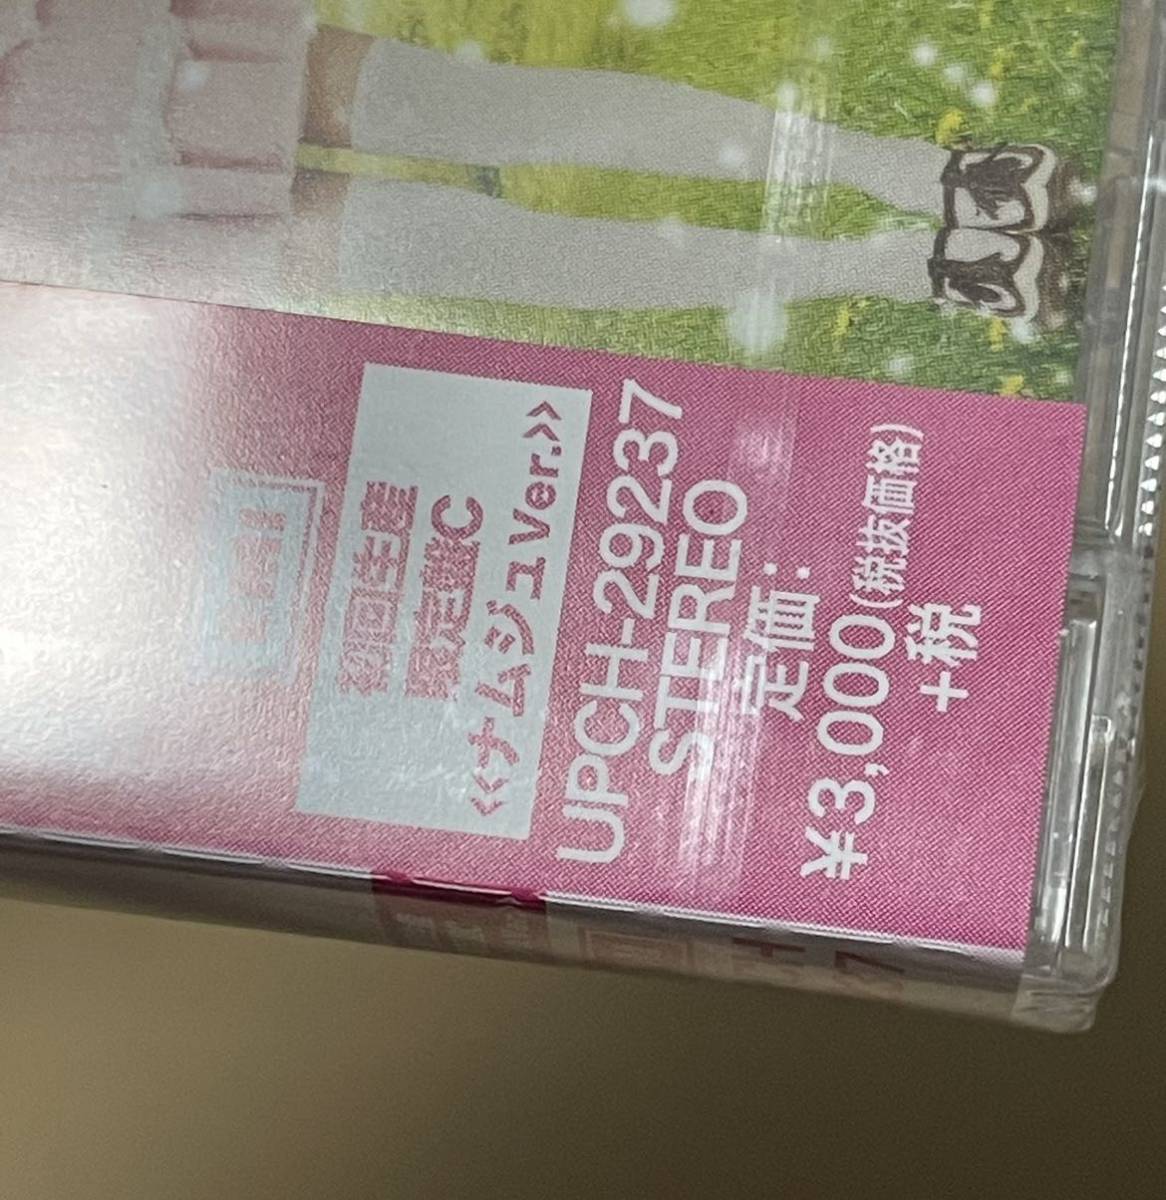 初回生産
限定盤C
≪ナムジュVer.≫
UPCH-29237
STEREO
定価:
¥3,000(税抜価格)
+税